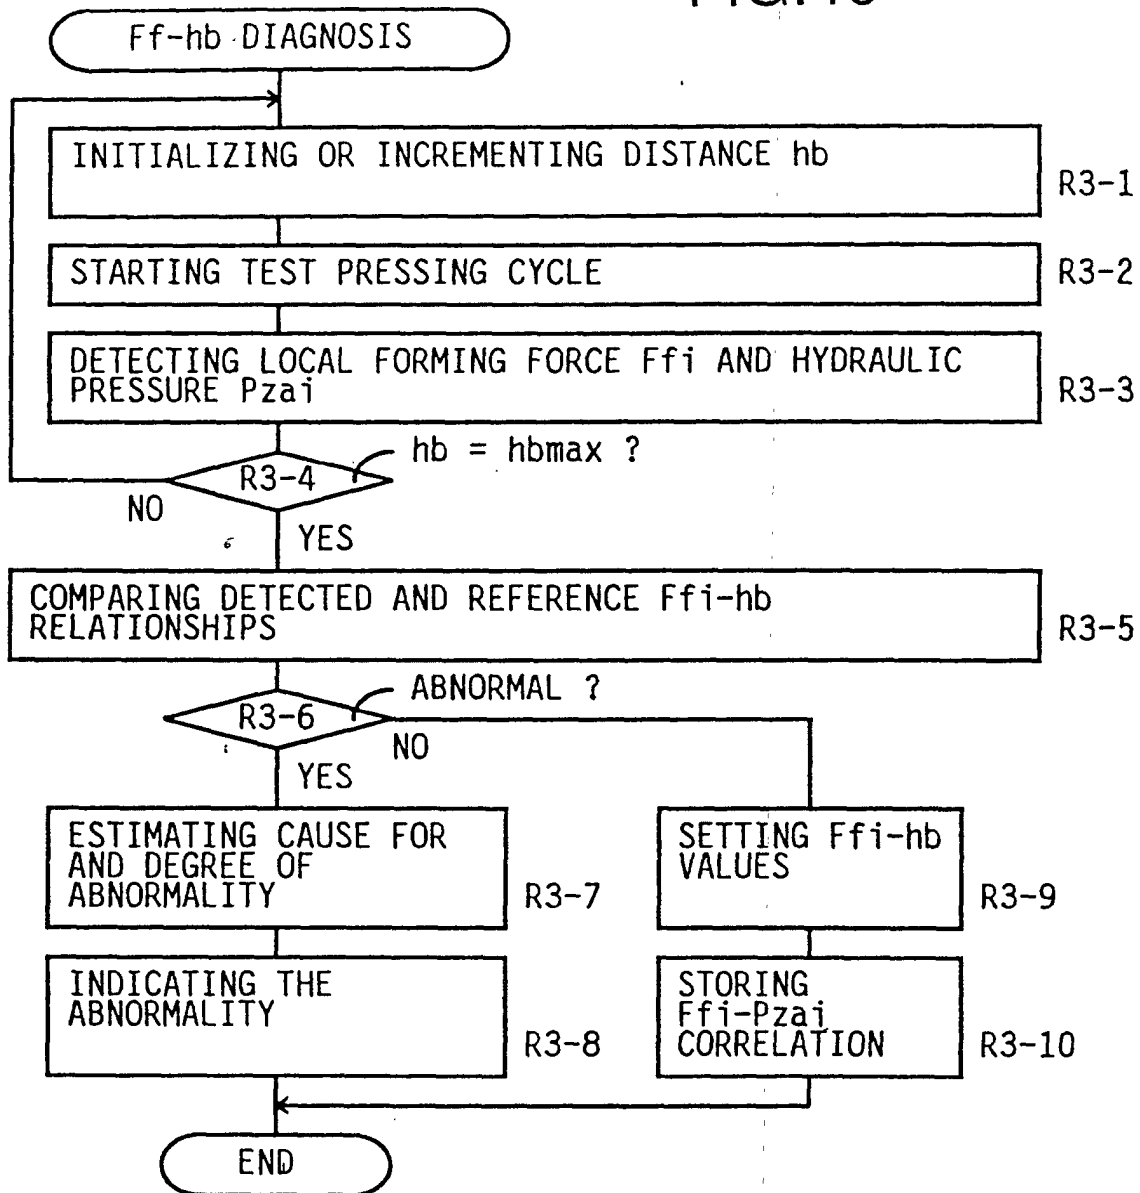 Ff-hb DIAGNOSIS
INITIALIZING OR INCREMENTING DISTANCE hb
R3-1
STARTING TEST PRESSING CYCLE
R3-2
DETECTING LOCAL FORMING FORCE Ffi AND HYDRAULIC
PRESSURE Pzai
R3-3
hb = hbmax ?
R3-4
NO
YES
COMPARING DETECTED AND REFERENCE Ffi-hb
RELATIONSHIPS
R3-5
ABNORMAL ?
R3-6
NO
YES
ESTIMATING CAUSE FOR
AND DEGREE OF
ABNORMALITY
R3-7
SETTING Ffi-hb
VALUES
R3-9
INDICATING THE
ABNORMALITY
R3-8
STORING
Ffi-Pzai
CORRELATION
R3-10
END